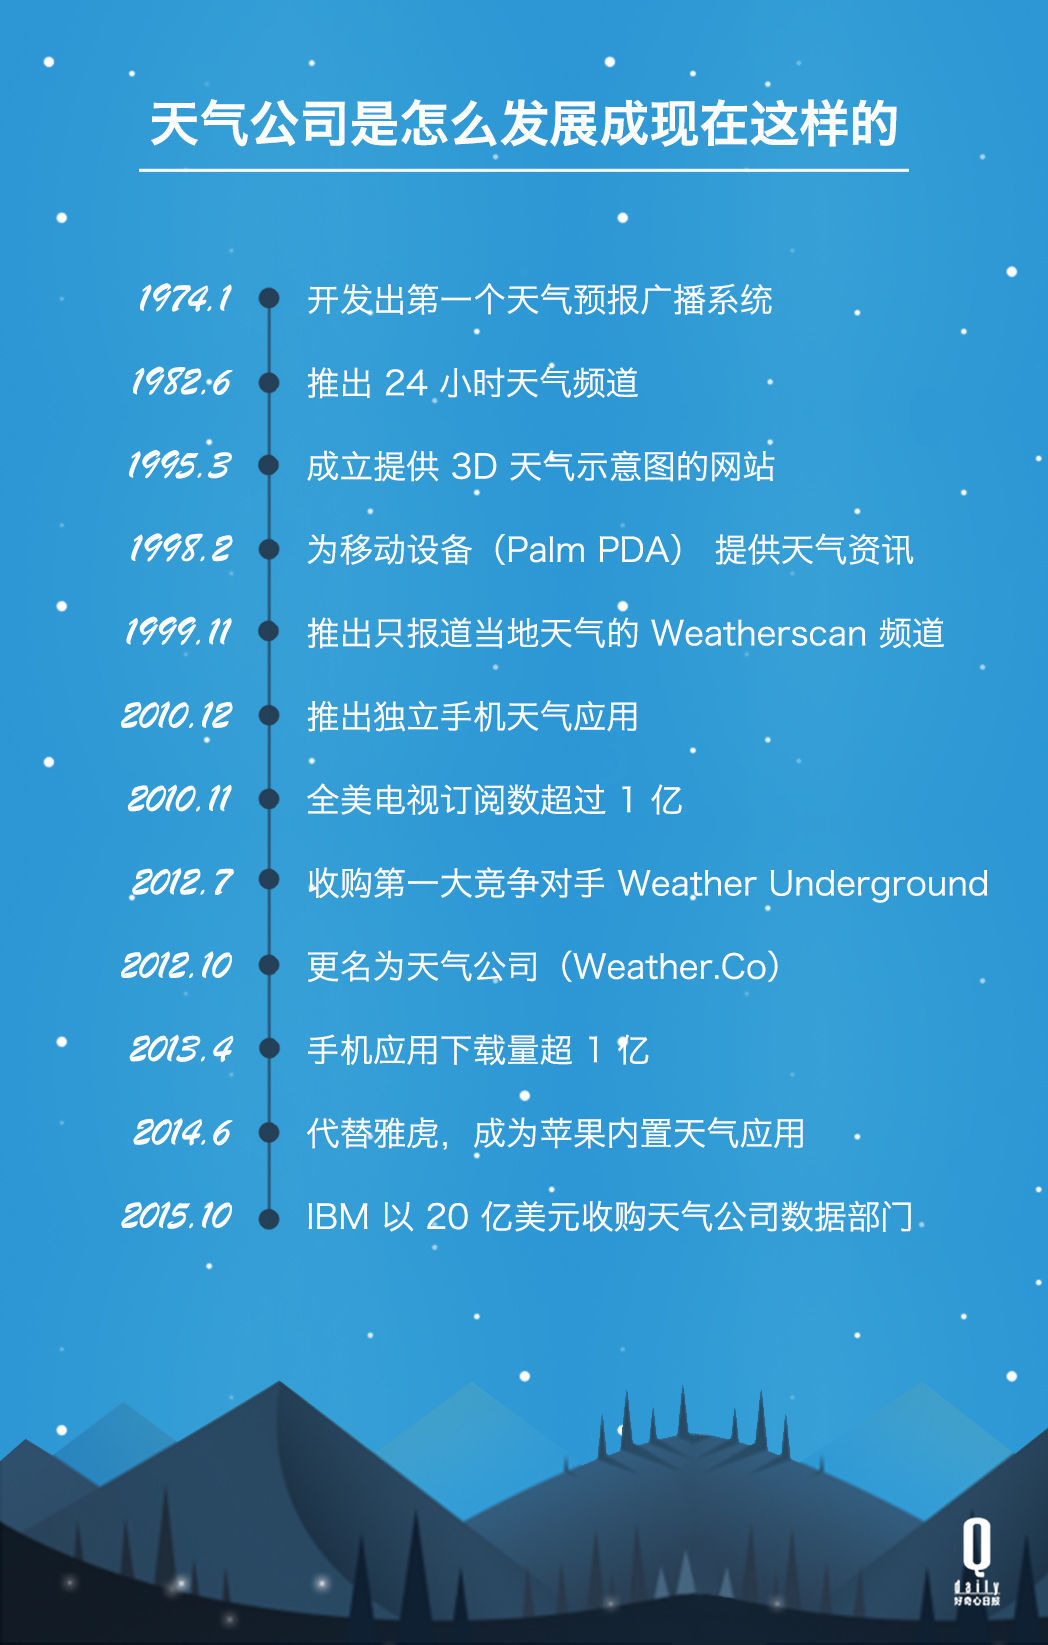 天气公司是怎么发展成现在这样的
1974.1 开发出第一个天气预报广播系统
1982.6 推出 24 小时天气频道
1995.3 成立提供 3D 天气示意图的网站
1998.2 为移动设备（Palm PDA） 提供天气资讯
1999.11 推出只报道当地天气的 Weatherscan 频道
2010.12 推出独立手机天气应用
2010.11 全美电视订阅数超过 1 亿
2012.7 收购第一大竞争对手 Weather Underground
2012.10 更名为天气公司（Weather.Co）
2013.4 手机应用下载量超 1 亿
2014.6 代替雅虎，成为苹果内置天气应用
2015.10 IBM 以 20 亿美元收购天气公司数据部门
Q
daily
好奇心日报